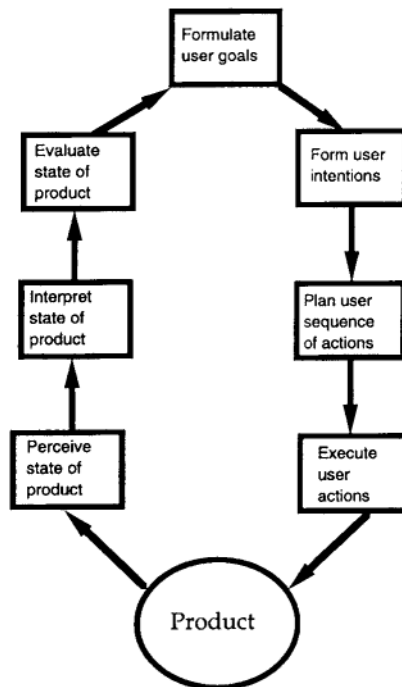 Formulate
user goals
Form user
intentions
Plan user
sequence
of actions
Execute
user
actions
Product
Perceive
state of
product
Interpret
state of
product
Evaluate
state of
product